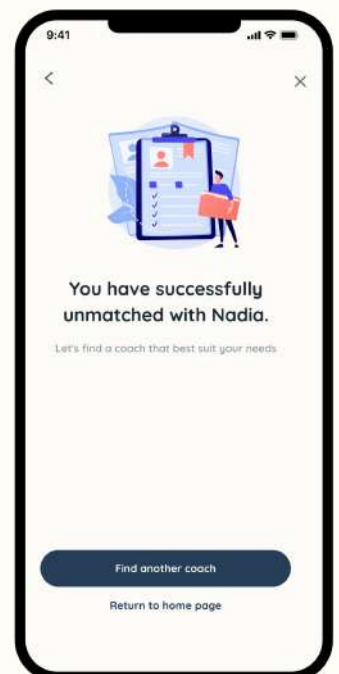 9:41
You have successfully
unmatched with Nadia.
Let's find a coach that best suit your needs
Find another coach
Return to home page